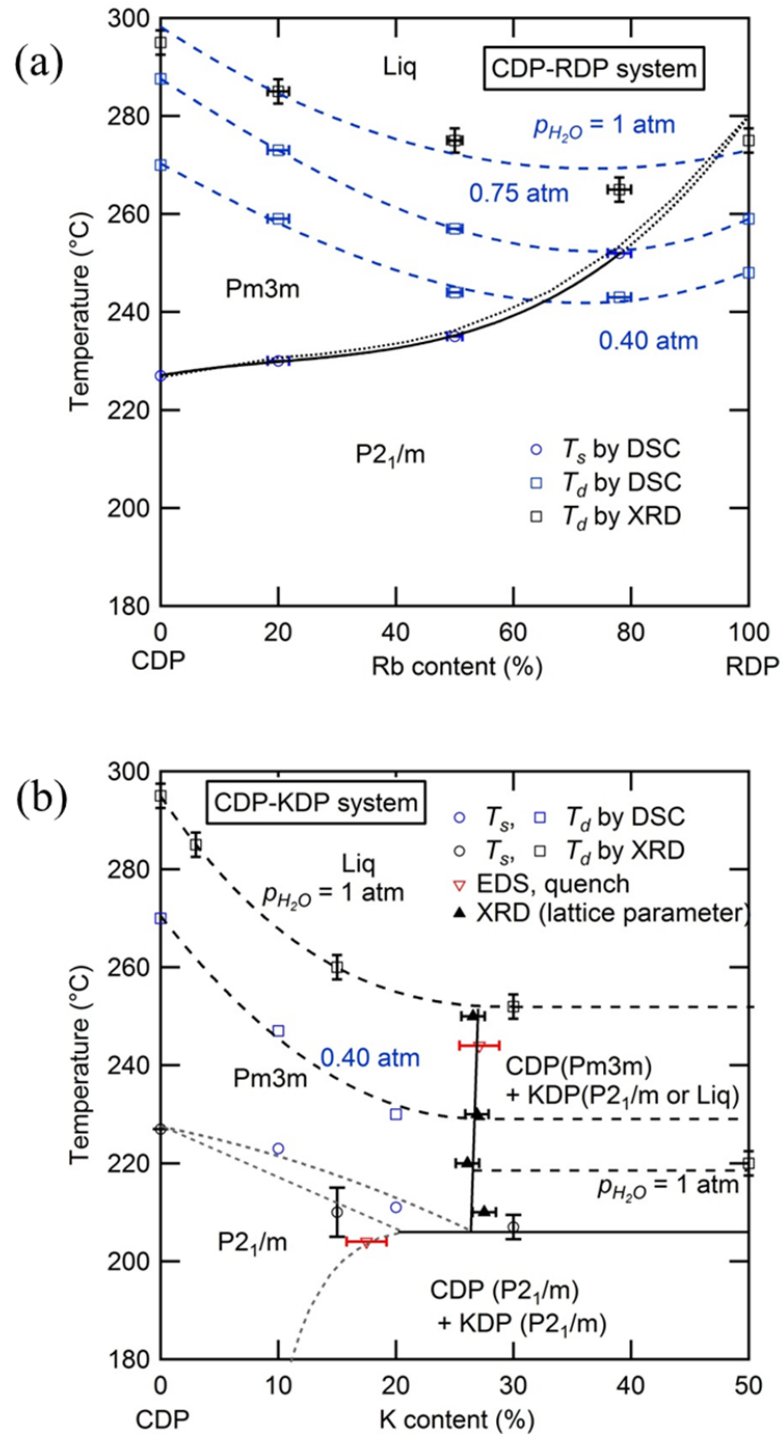 (a)
300
280
260
240
220
200
180
Temperature (°C)
Liq
CDP-RDP system
pH2O = 1 atm
0.75 atm
Pm3m
0.40 atm
P21/m
Ts by DSC
Td by DSC
Td by XRD
0 20 40 60 80 100
CDP Rb content (%) RDP
(b)
300
280
260
240
220
200
180
Temperature (°C)
CDP-KDP system
Ts, Td by DSC
Ts, Td by XRD
EDS, quench
XRD (lattice parameter)
Liq
pH2O = 1 atm
0.40 atm
Pm3m
CDP(Pm3m)
+ KDP(P21/m or Liq)
pH2O = 1 atm
P21/m
CDP (P21/m)
+ KDP (P21/m)
0 10 20 30 40 50
CDP K content (%)